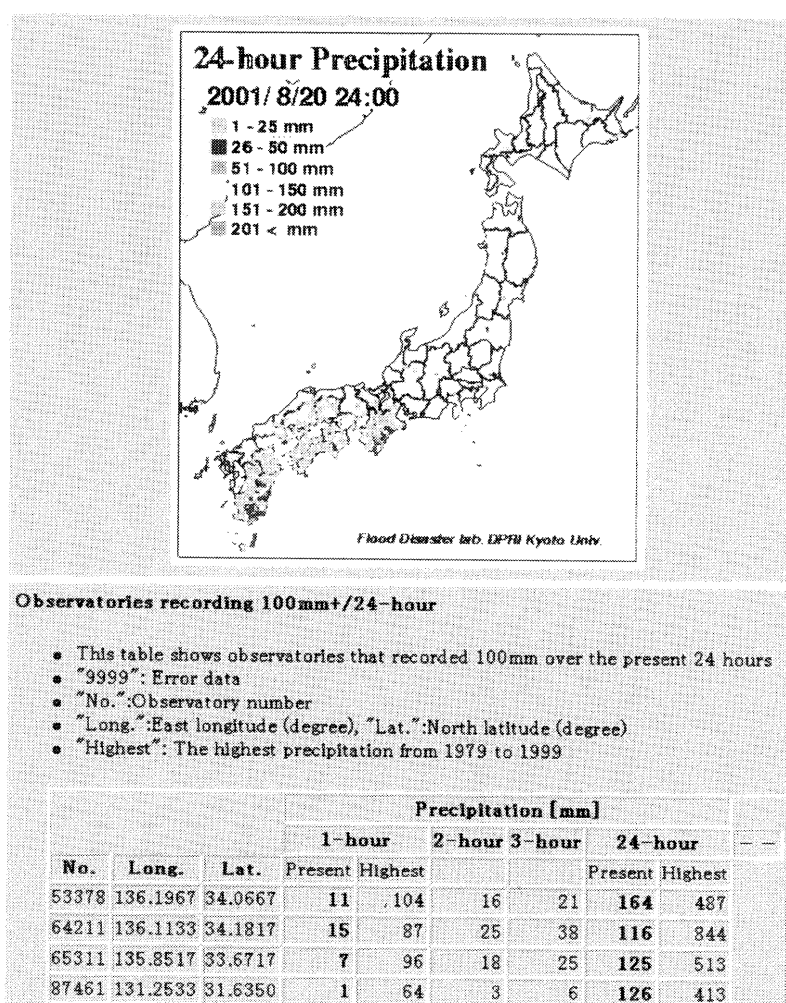 24-hour Precipitation
2001/ 8/20 24:00
1 - 25 mm
26 - 50 mm
51 - 100 mm
101 - 150 mm
151 - 200 mm
201 < mm
Flood Disaster lab. DPRI Kyoto Univ.
Observatories recording 100mm+/24-hour
• This table shows observatories that recorded 100mm over the present 24 hours
• "9999": Error data
• "No.":Observatory number
• "Long.":East longitude (degree), "Lat.":North latitude (degree)
• "Highest": The highest precipitation from 1979 to 1999
Precipitation [mm]
1-hour 2-hour 3-hour 24-hour - -
No. Long. Lat. Present Highest Present Highest
53378 136.1967 34.0667 11 104 16 21 164 487
64211 136.1133 34.1817 15 87 25 38 116 844
65311 135.8517 33.6717 7 96 18 25 125 513
87461 131.2533 31.6350 1 64 3 6 126 413